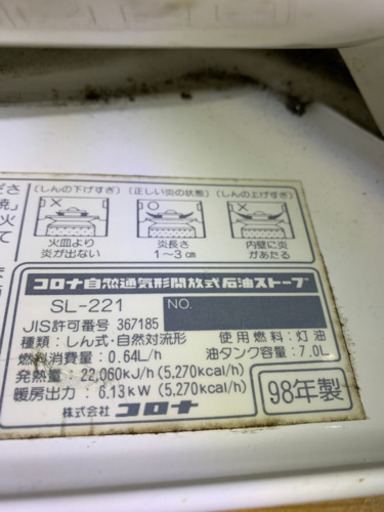 ださ
焼」
火
て
(しんの下げすぎ) (正しい炎の状態) (しんの上げすぎ)
火皿より 炎長さ 内壁に炎
炎が出ない 1~3cm があたる
コロナ自然通気形開放式石油ストーブ
SL-221 NO.
JIS許可番号 367185
種類:しん式・自然対流形 使用燃料:灯油
燃料消費量:0.64L/h 油タンク容量:7.0L
発熱量:22,060kJ/h (5,270kcal/h)
暖房出力:6.13kW (5,270kcal/h)
株式会社 コロナ 98年製